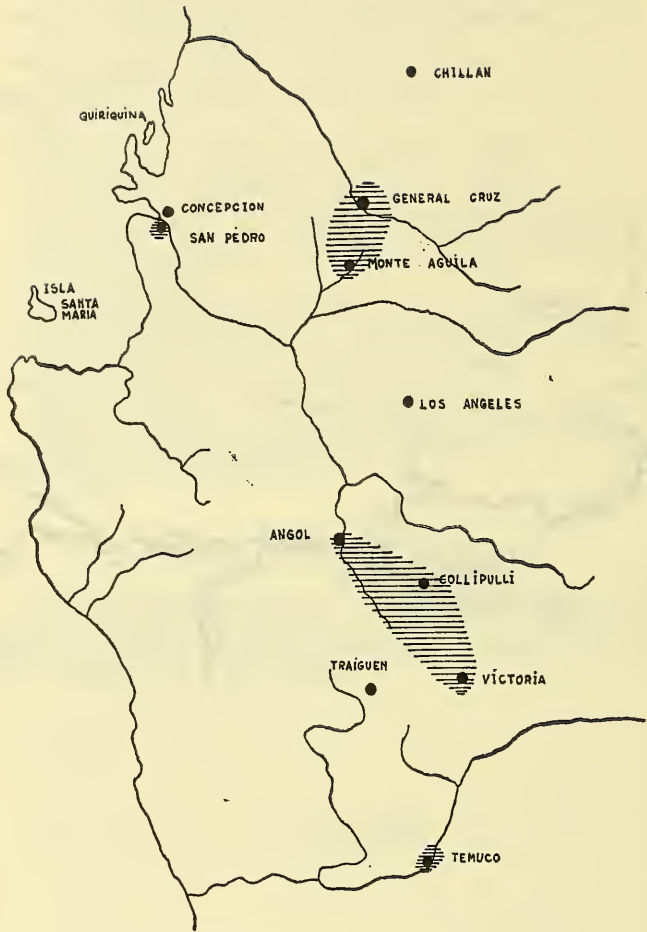 CHILLAN
QUIRIQUINA
GENERAL CRUZ
CONCEPCION
SAN PEDRO
MONTE AGUILA
ISLA
SANTA
MARIA
LOS ANGELES
ANGOL
COLLIPULLI
TRAIGUEN
VICTORIA
TEMUCO